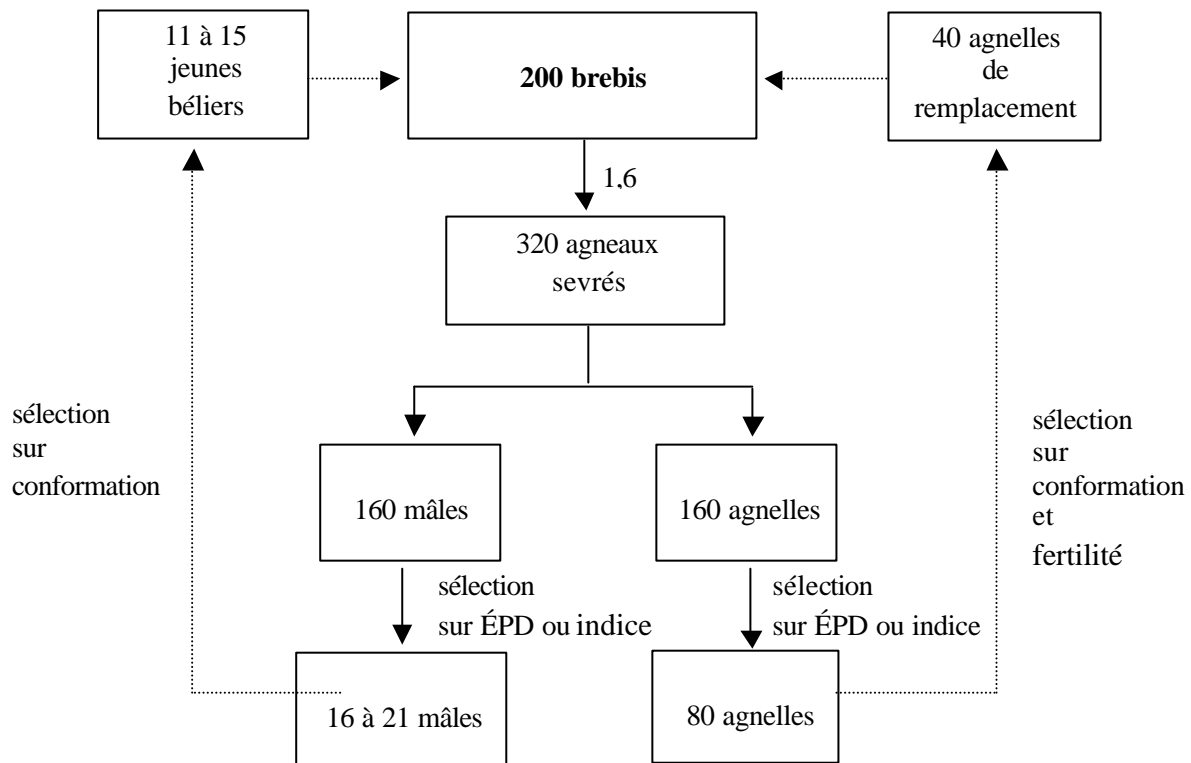 11 à 15
jeunes
béliers
200 brebis
40 agnelles
de
remplacement
1,6
320 agneaux
sevrés
sélection
sur
conformation
sélection
sur
conformation
et
fertilité
160 mâles
160 agnelles
sélection
sur ÉPD ou indice
sélection
sur ÉPD ou indice
16 à 21 mâles
80 agnelles